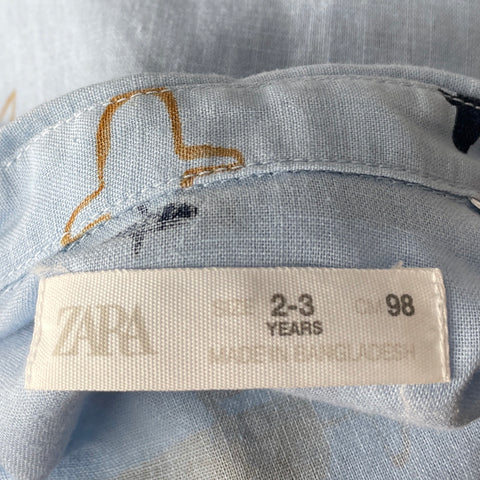 ZARA
SIZE 2-3 CM 98
YEARS
MADE IN BANGLADESH